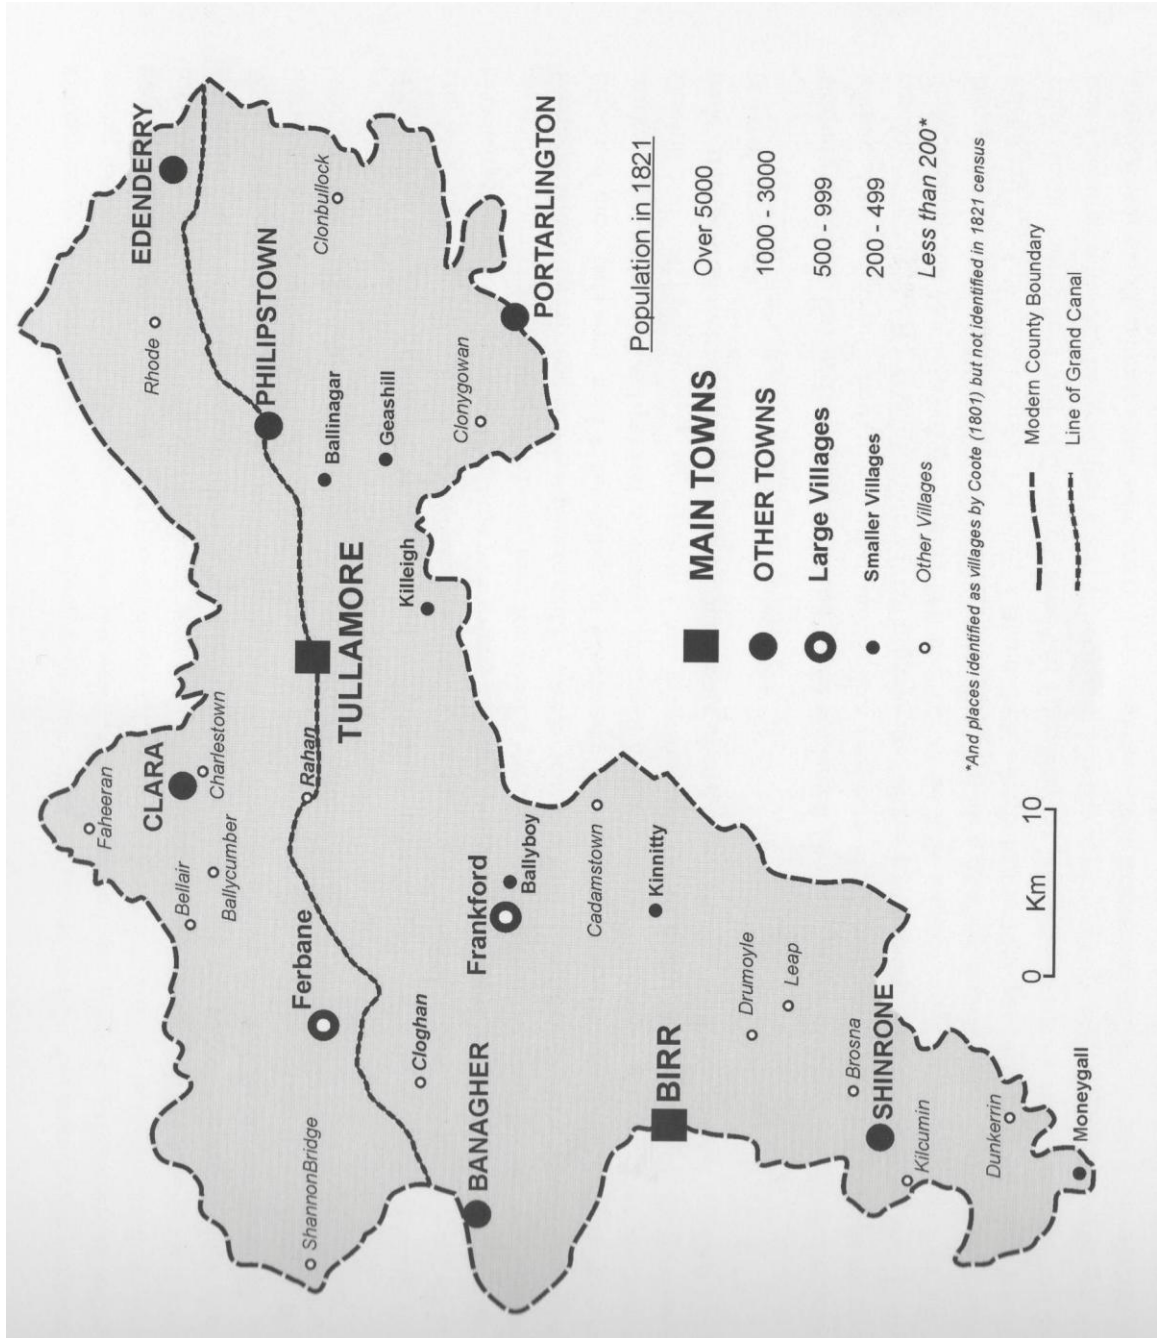 Faheeran
EDENDERRY
Rhode
CLARA
Bellair
Charlestown
Ballycumber
PHILIPSTOWN
Ferbane
Rahan
ShannonBridge
Clonbullock
Ballinagar
TULLAMORE
Geashill
Killeigh
Cloghan
Clonygowan
Frankford
BANAGHER
Ballyboy
PORTARLINGTON
Cadamstown
Kinnitty
BIRR
Drumoyle
Leap
Brosna
SHINRONE
Kilcumin
Dunkerrin
Moneygall
0 Km 10
Population in 1821
MAIN TOWNS Over 5000
OTHER TOWNS 1000 - 3000
Large Villages 500 - 999
Smaller Villages 200 - 499
Other Villages Less than 200*
*And places identified as villages by Coote (1801) but not identified in 1821 census
Modern County Boundary
Line of Grand Canal